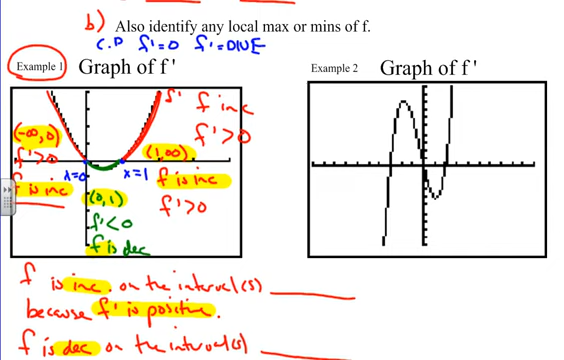 b) Also identify any local max or mins of f.
C.P f'=0 f'=DNE
Example 1 Graph of f'
f'
f inc
f'>0
(-∞,0)
f'>0
f is inc
x=0
x=1
(1,∞)
f is inc
f'>0
(0,1)
f'<0
f is dec
Example 2 Graph of f'
f is inc. on the interval(s) ________
because f' is positive.
f is dec on the interval(s) ________